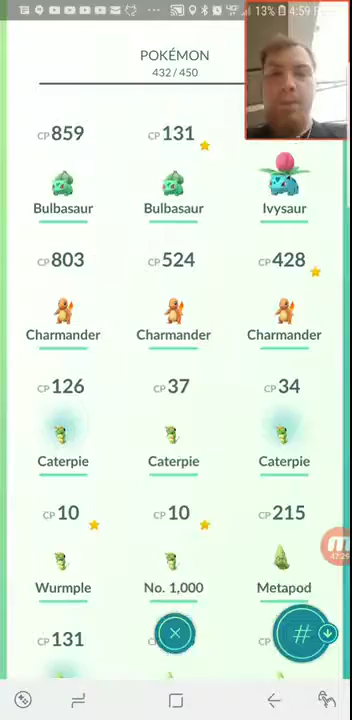 13% 4:59
POKÉMON
432 / 450
CP 859 CP 131
Bulbasaur Bulbasaur Ivysaur
CP 803 CP 524 CP 428
Charmander Charmander Charmander
CP 126 CP 37 CP 34
Caterpie Caterpie Caterpie
CP 10 CP 10 CP 215
Wurmple No. 1,000 Metapod
CP 131
#